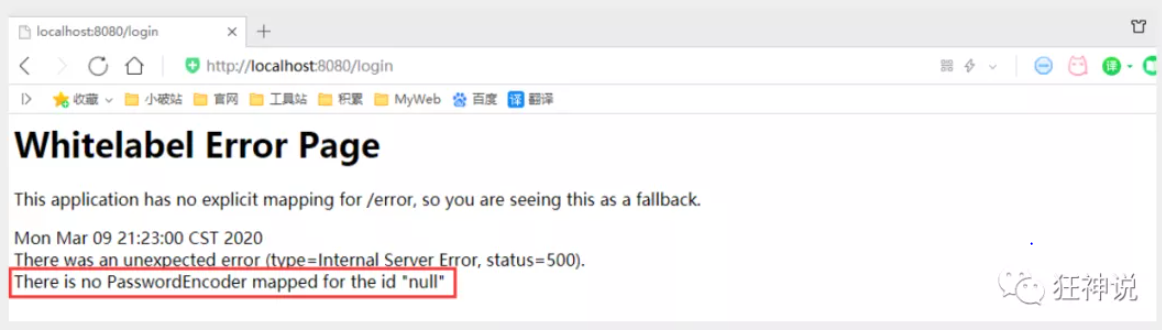 localhost:8080/login
http://localhost:8080/login
译
收藏 小破站 官网 工具站 积累 MyWeb 百度 译 翻译
Whitelabel Error Page
This application has no explicit mapping for /error, so you are seeing this as a fallback.
Mon Mar 09 21:23:00 CST 2020
There was an unexpected error (type=Internal Server Error, status=500).
There is no PasswordEncoder mapped for the id "null"
狂神说